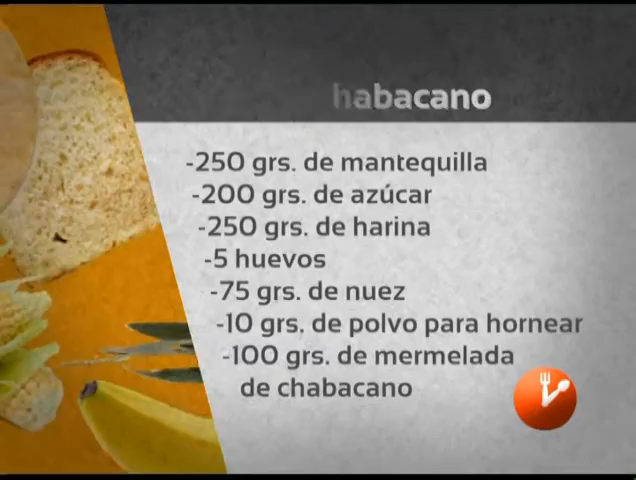 habacano
-250 grs. de mantequilla
-200 grs. de azúcar
-250 grs. de harina
-5 huevos
-75 grs. de nuez
-10 grs. de polvo para hornear
-100 grs. de mermelada
de chabacano